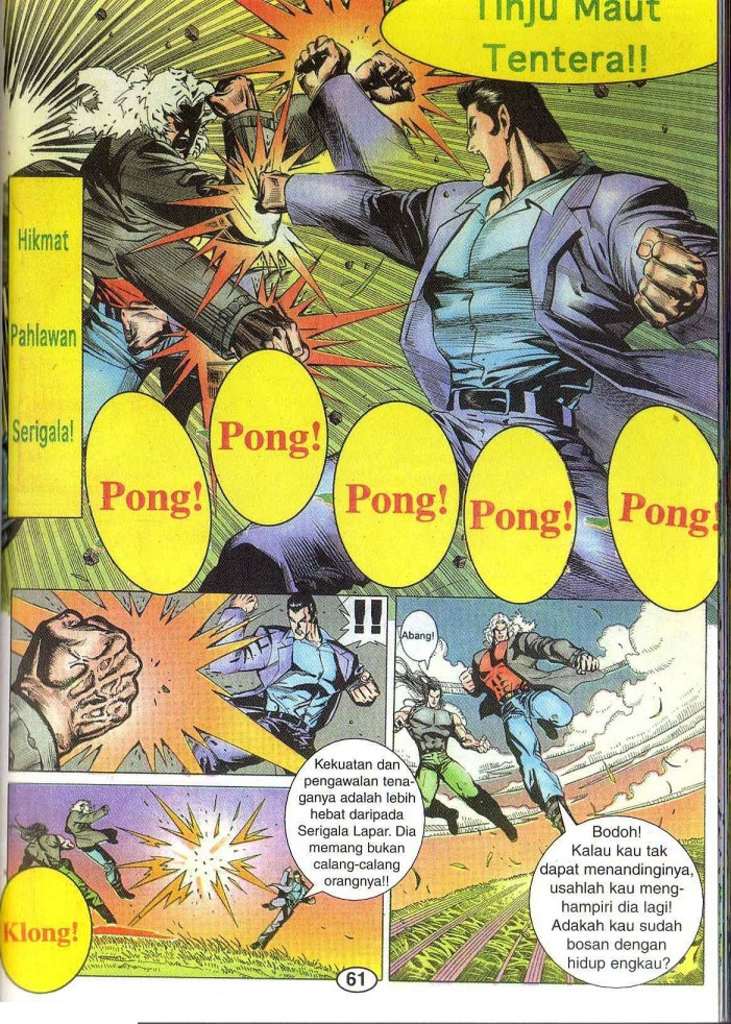 Tinju Maut
Tentera!!
Hikmat
Pahlawan
Serigala!
Pong!
Pong!
Pong!
Pong!
Pong!
!!
Abang!
Kekuatan dan
pengawalan tena-
ganya adalah lebih
hebat daripada
Serigala Lapar. Dia
memang bukan
calang-calang
orangnya!!
Bodoh!
Kalau kau tak
dapat menandinginya,
usahlah kau meng-
hampiri dia lagi!
Adakah kau sudah
bosan dengan
hidup engkau?
Klong!
61